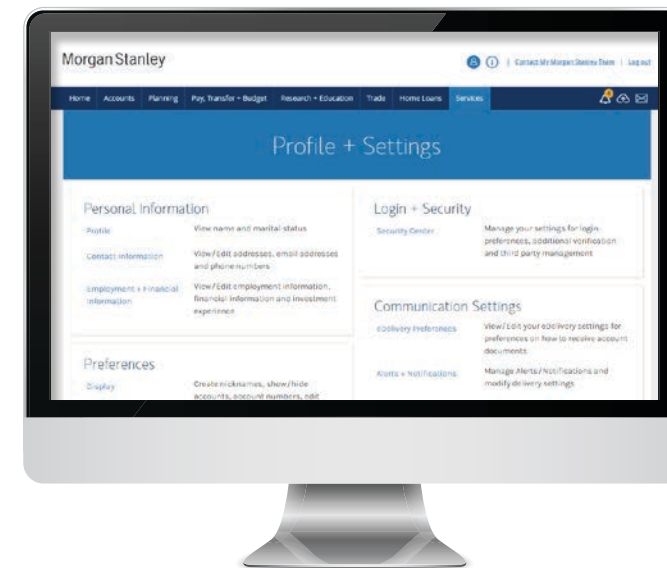 Morgan Stanley
Contact My Morgan Stanley Team | Log out
Home Accounts Planning Pay, Transfer + Budget Research + Education Trade Home Loans Services
Profile + Settings
Personal Information
Profile View name and marital status
Contact Information View/Edit addresses, email addresses
and phone numbers
Employment + Financial View/Edit employment information,
Information financial information and investment
experience
Preferences
Display Create nicknames, show/hide
accounts, account numbers, edit
Login + Security
Security Center Manage your settings for login
preferences, additional verification
and third party management
Communication Settings
eDelivery Preferences View/Edit your eDelivery settings for
preferences on how to receive account
documents
Alerts + Notifications Manage Alerts/Notifications and
modify delivery settings